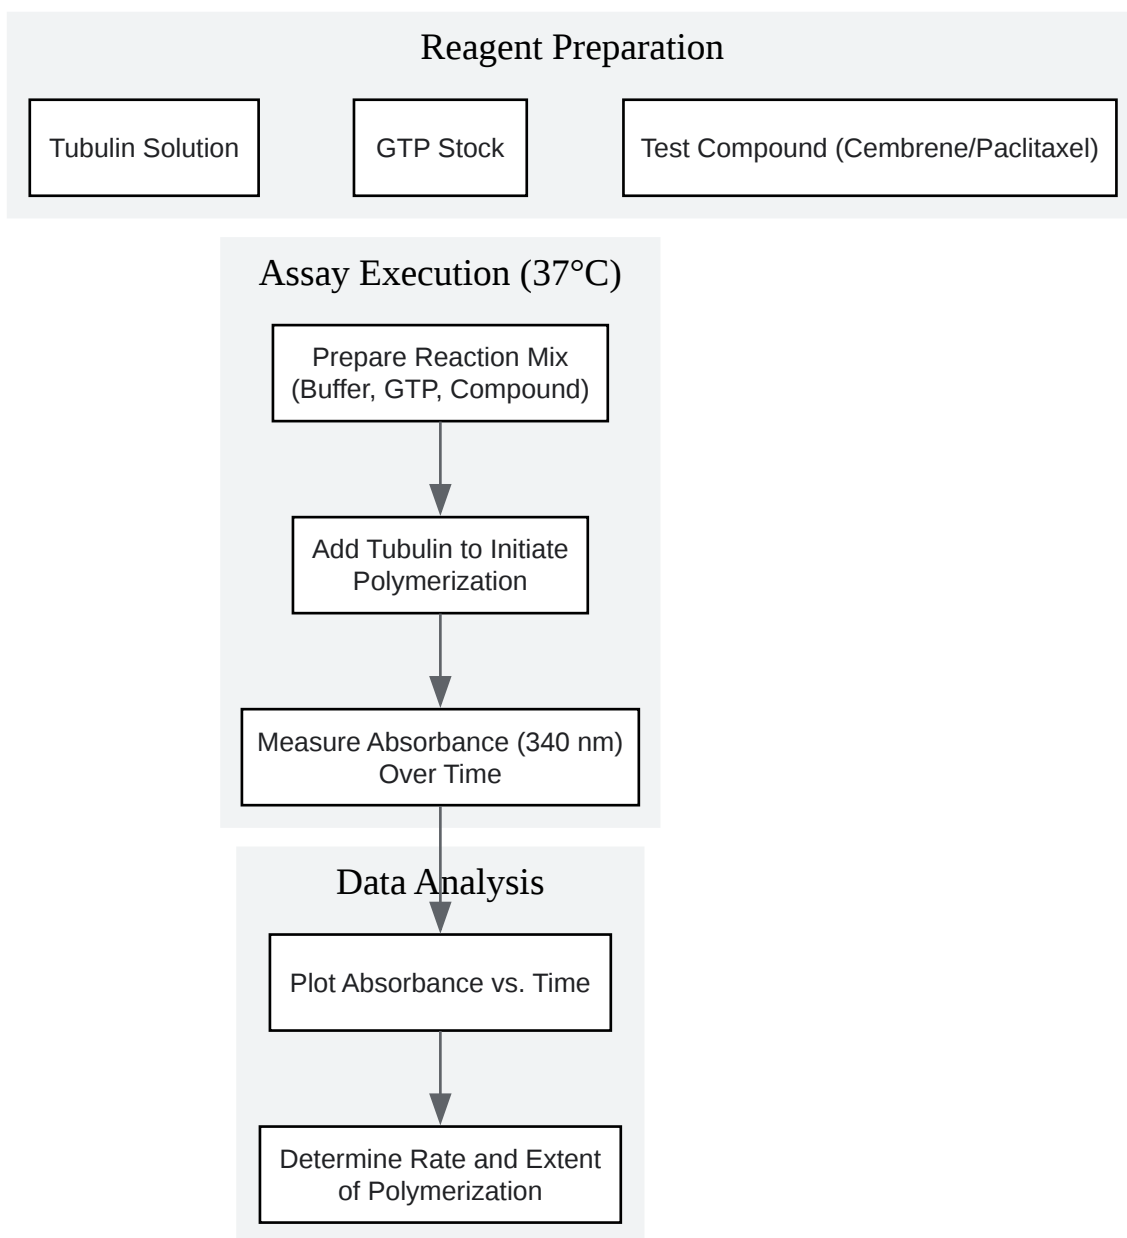 Reagent Preparation
Tubulin Solution
GTP Stock
Test Compound (Cembrene/Paclitaxel)
Assay Execution (37°C)
Prepare Reaction Mix
(Buffer, GTP, Compound)
Add Tubulin to Initiate
Polymerization
Measure Absorbance (340 nm)
Over Time
Data Analysis
Plot Absorbance vs. Time
Determine Rate and Extent
of Polymerization